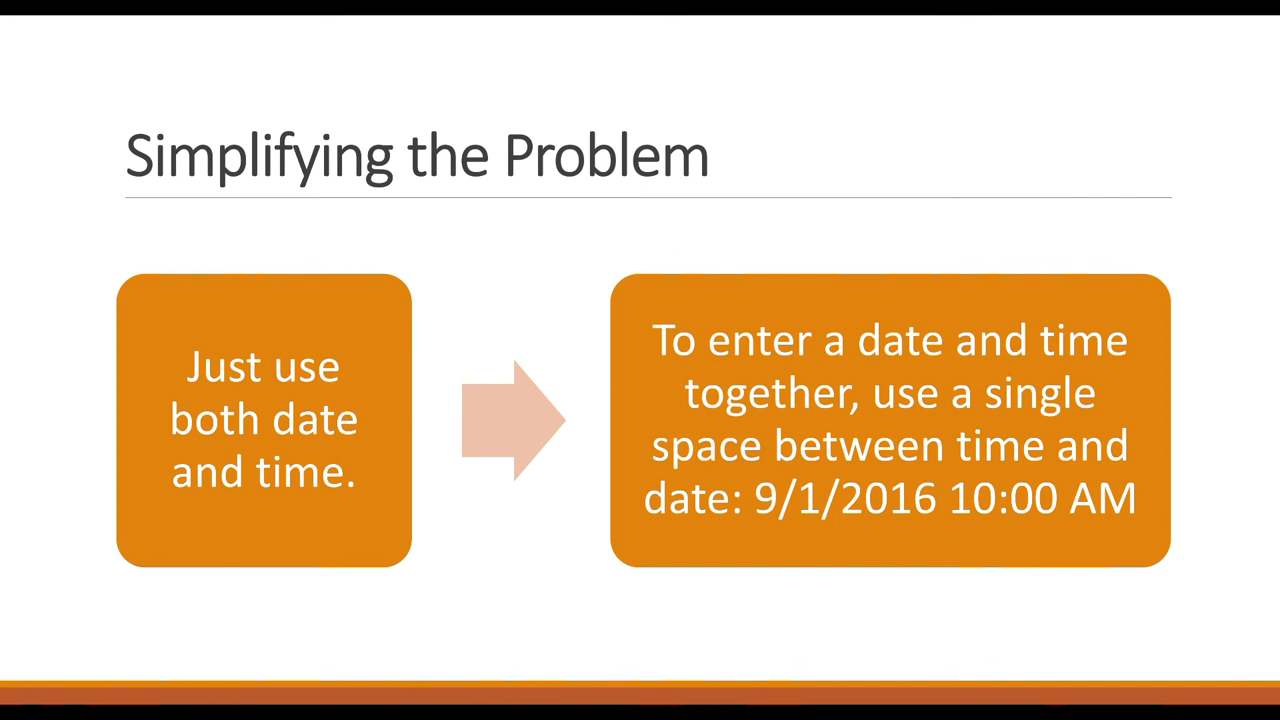 Simplifying the Problem
Just use
both date
and time.
To enter a date and time
together, use a single
space between time and
date: 9/1/2016 10:00 AM